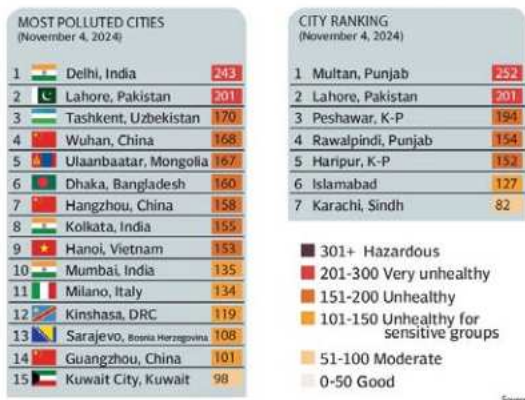 MOST POLLUTED CITIES
(November 4, 2024)
1 Delhi, India 243
2 Lahore, Pakistan 201
3 Tashkent, Uzbekistan 170
4 Wuhan, China 168
5 Ulaanbaatar, Mongolia 167
6 Dhaka, Bangladesh 160
7 Hangzhou, China 158
8 Kolkata, India 155
9 Hanoi, Vietnam 153
10 Mumbai, India 135
11 Milano, Italy 134
12 Kinshasa, DRC 119
13 Sarajevo, Bosnia Herzegovina 108
14 Guangzhou, China 101
15 Kuwait City, Kuwait 98
CITY RANKING
(November 4, 2024)
1 Multan, Punjab 252
2 Lahore, Pakistan 201
3 Peshawar, K-P 194
4 Rawalpindi, Punjab 154
5 Haripur, K-P 152
6 Islamabad 127
7 Karachi, Sindh 82
301+ Hazardous
201-300 Very unhealthy
151-200 Unhealthy
101-150 Unhealthy for
sensitive groups
51-100 Moderate
0-50 Good